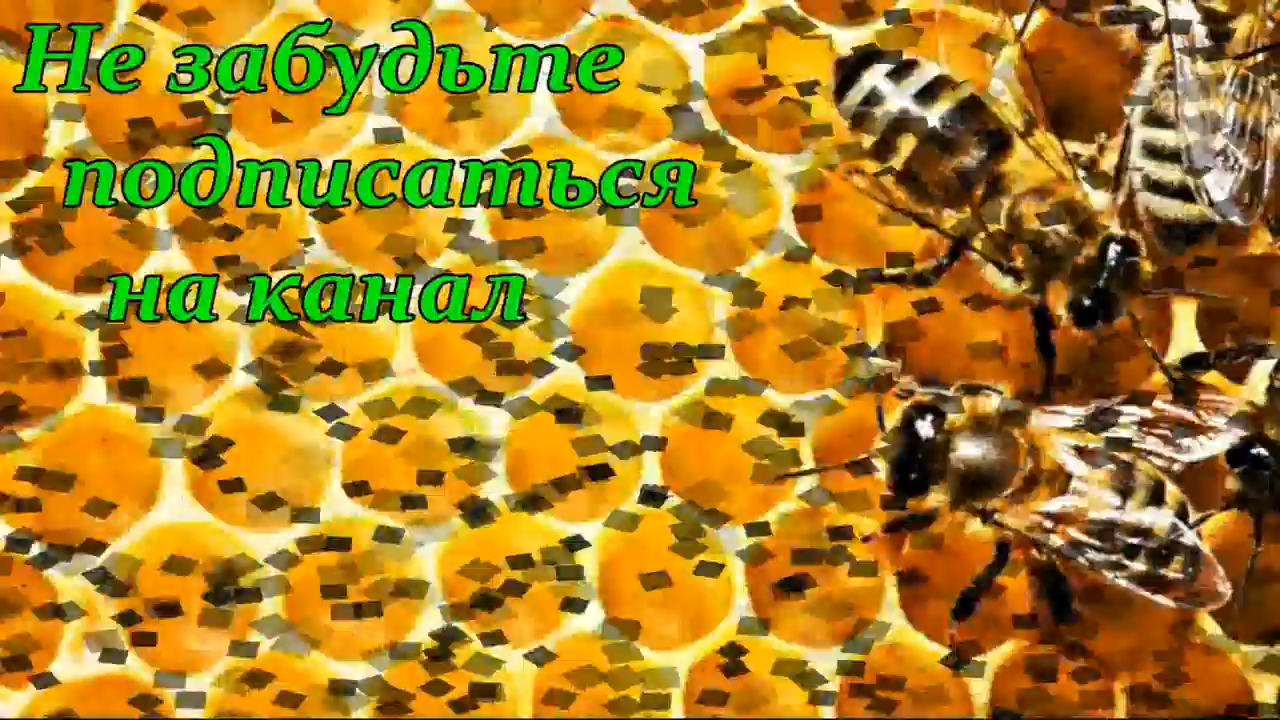 Не забудьте
подписаться
на канал